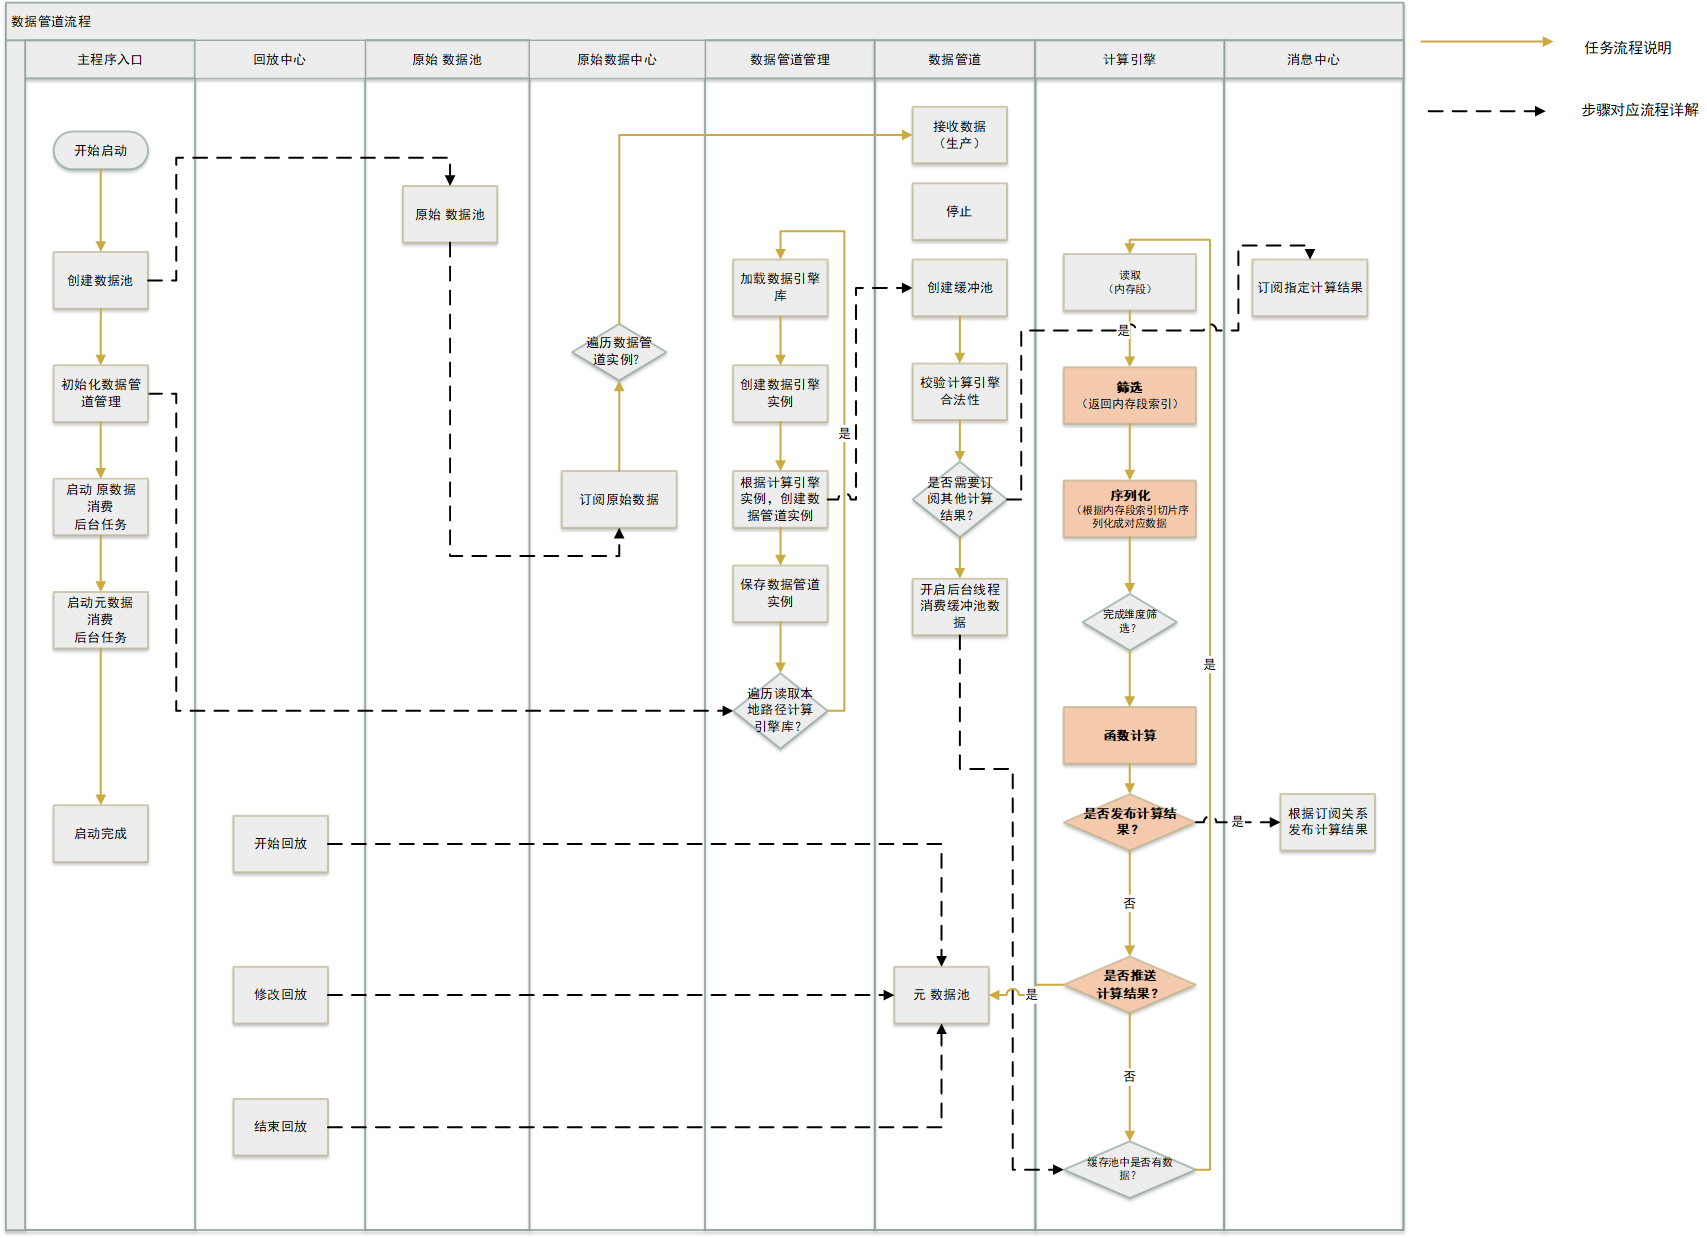 数据管道流程
主程序入口
回放中心
原始 数据池
原始数据中心
数据管道管理
数据管道
计算引擎
消息中心
任务流程说明
步骤对应流程详解
开始启动
创建数据池
初始化数据管
道管理
启动 原数据
消费
后台任务
启动元数据
消费
后台任务
启动完成
开始回放
修改回放
结束回放
原始 数据池
遍历数据管
道实例？
订阅原始数据
加载数据引擎
库
创建数据引擎
实例
根据计算引擎
实例，创建数
据管道实例
保存数据管道
实例
遍历读取本
地路径计算
引擎库？
是
接收数据
（生产）
停止
创建缓冲池
校验计算引擎
合法性
是否需要订
阅其他计算
结果？
开启后台线程
消费缓冲池数
据
元 数据池
是
读取
（内存段）
是
筛选
（返回内存段索引）
序列化
（根据内存段索引切片序
列化成对应数据
完成维度筛
选？
是
函数计算
是否发布计算结
果？
是
否
是否推送
计算结果？
否
缓存池中是否有数
据？
订阅指定计算结果
根据订阅关系
发布计算结果